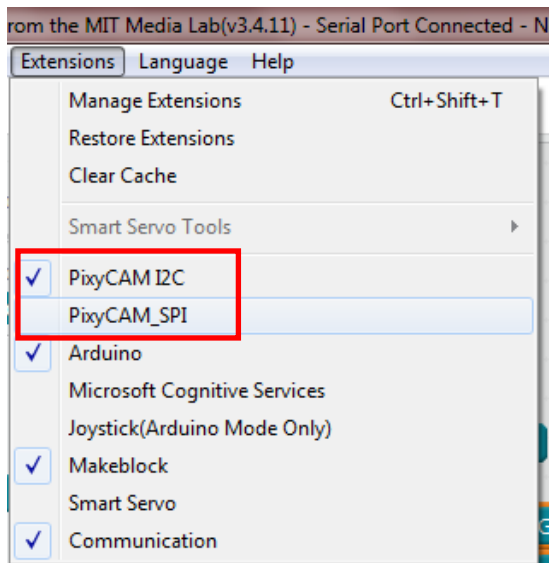 rom the MIT Media Lab(v3.4.11) - Serial Port Connected - N
Extensions Language Help
Manage Extensions Ctrl+Shift+T
Restore Extensions
Clear Cache
Smart Servo Tools
PixyCAM I2C
PixyCAM_SPI
Arduino
Microsoft Cognitive Services
Joystick(Arduino Mode Only)
Makeblock
Smart Servo
Communication